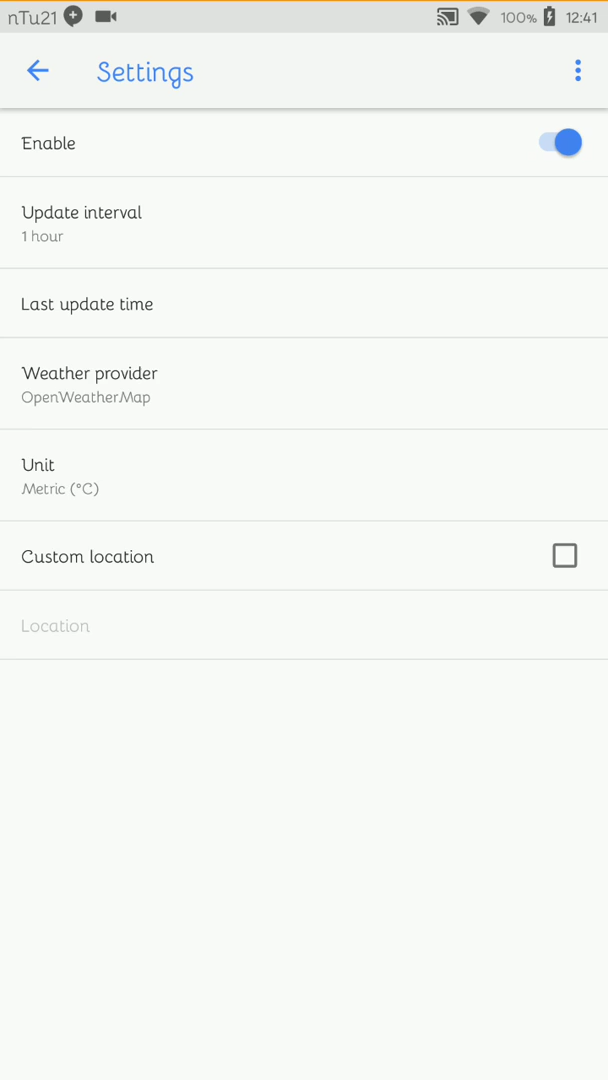 nTu21 100% 12:41
Settings
Enable
Update interval
1 hour
Last update time
Weather provider
OpenWeatherMap
Unit
Metric (°C)
Custom location
Location